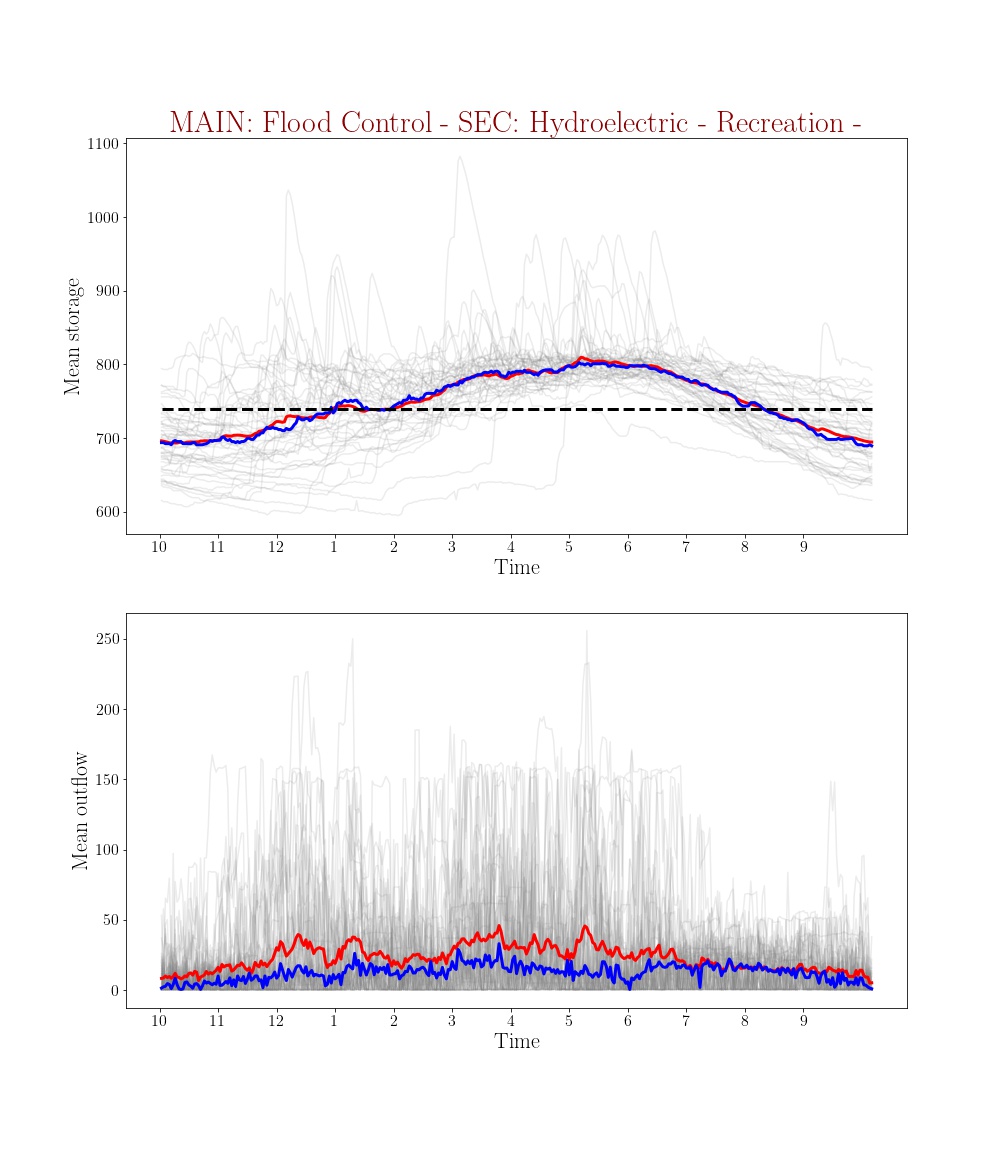 MAIN: Flood Control - SEC: Hydroelectric - Recreation -
1100
1000
900
800
700
600
Mean storage
10 11 12 1 2 3 4 5 6 7 8 9
Time
250
200
150
100
50
0
Mean outflow
10 11 12 1 2 3 4 5 6 7 8 9
Time